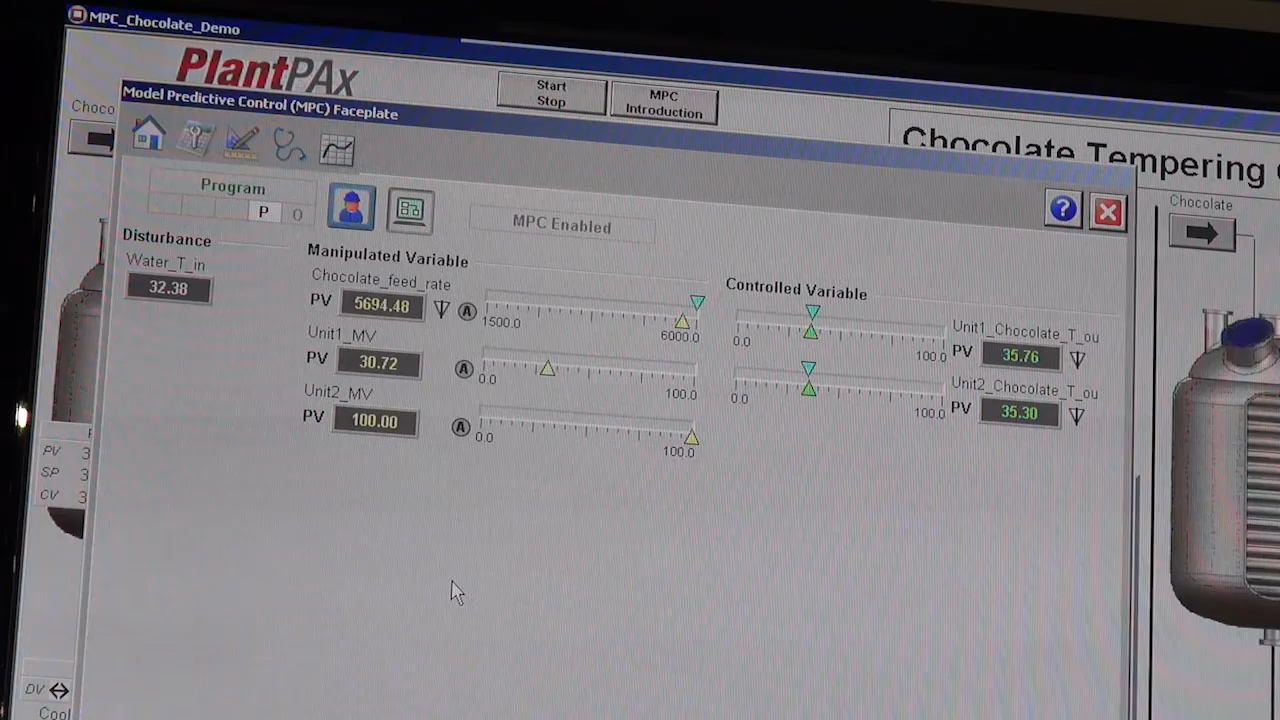 MPC_Chocolate_Demo
PlantPAx
Start
Stop
MPC
Introduction
Model Predictive Control (MPC) Faceplate
Choco
Chocolate Tempering
Chocolate
Program
P O
MPC Enabled
Disturbance
Water_T_in
32.38
Manipulated Variable
Chocolate_feed_rate
PV 5694.48 A 1500.0 6000.0
Unit1_MV
PV 30.72 A 0.0 100.0
Unit2_MV
PV 100.00 A 0.0 100.0
Controlled Variable
0.0 100.0
Unit1_Chocolate_T_ou
PV 35.76
0.0 100.0
Unit2_Chocolate_T_ou
PV 35.30
PV 3
SP 3
CV 3
DV
Cool